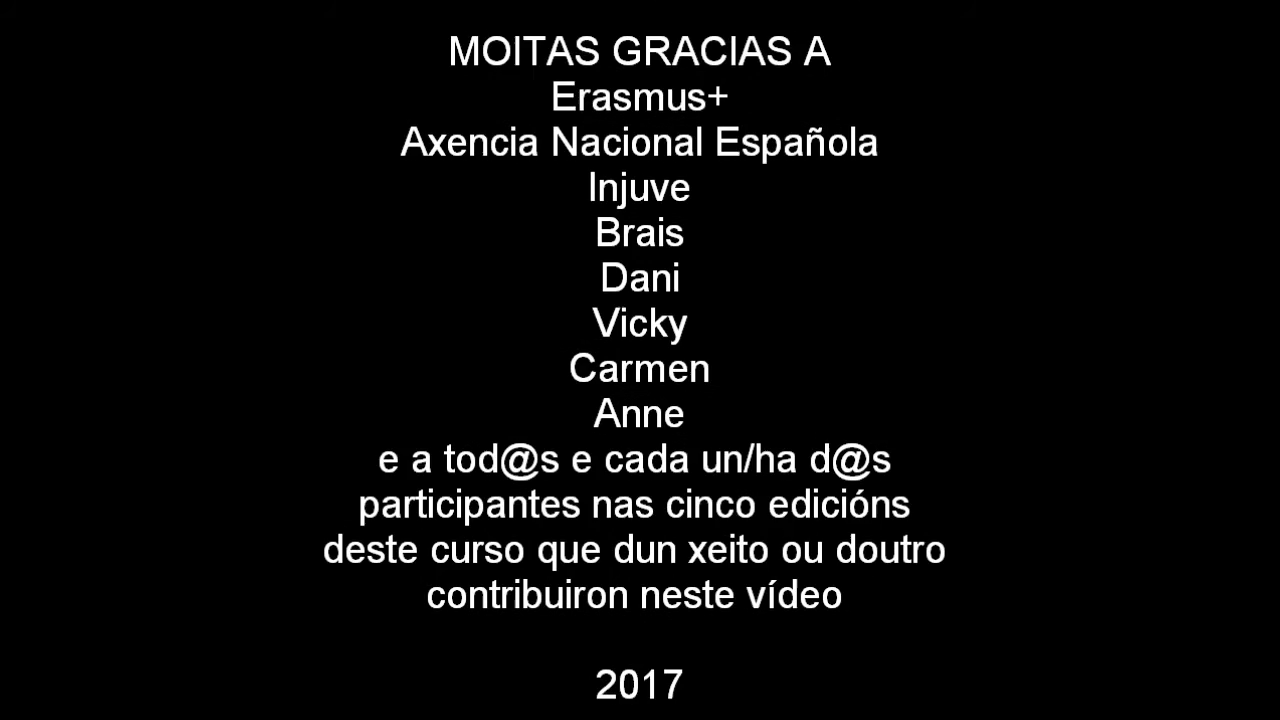 MOITAS GRACIAS A
Erasmus+
Axencia Nacional Española
Injuve
Brais
Dani
Vicky
Carmen
Anne
e a tod@s e cada un/ha d@s
participantes nas cinco edicións
deste curso que dun xeito ou doutro
contribuiron neste vídeo
2017